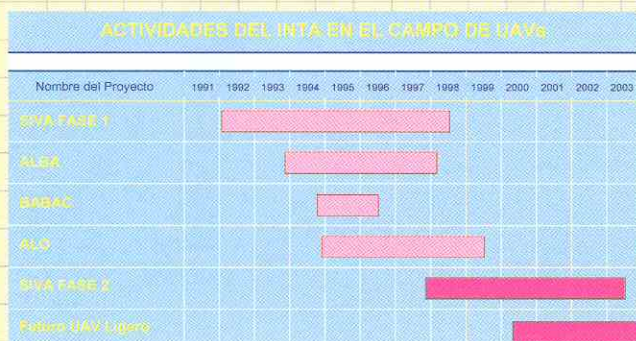 ACTIVIDADES DEL INTA EN EL CAMPO DE UAVs
Nombre del Proyecto 1991 1992 1993 1994 1995 1996 1997 1998 1999 2000 2001 2002 2003
SIVA FASE 1
ALBA
BABAC
ALO
SIVA FASE 2
Futuro UAV Ligero